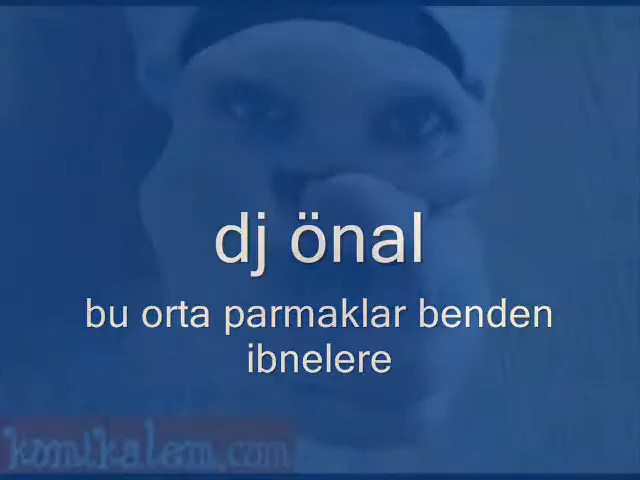 dj önal
bu orta parmaklar benden
ibnelere
komikalem.com